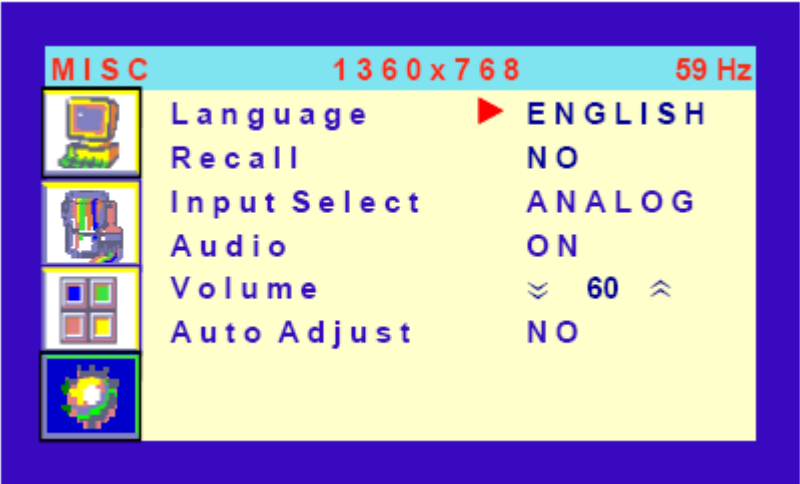 MISC 1360x768 59 Hz
Language ENGLISH
Recall NO
Input Select ANALOG
Audio ON
Volume 60
Auto Adjust NO